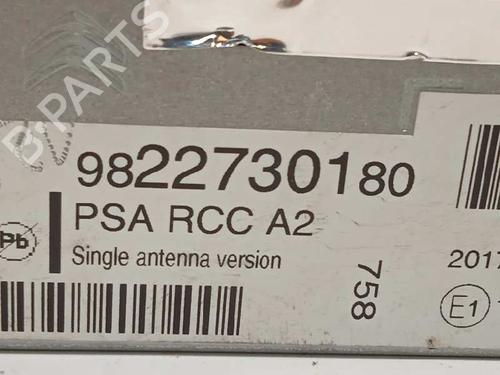 B-PARTS
9822730180
PSA RCC A2
Pb
Single antenna version
758
2017
E1